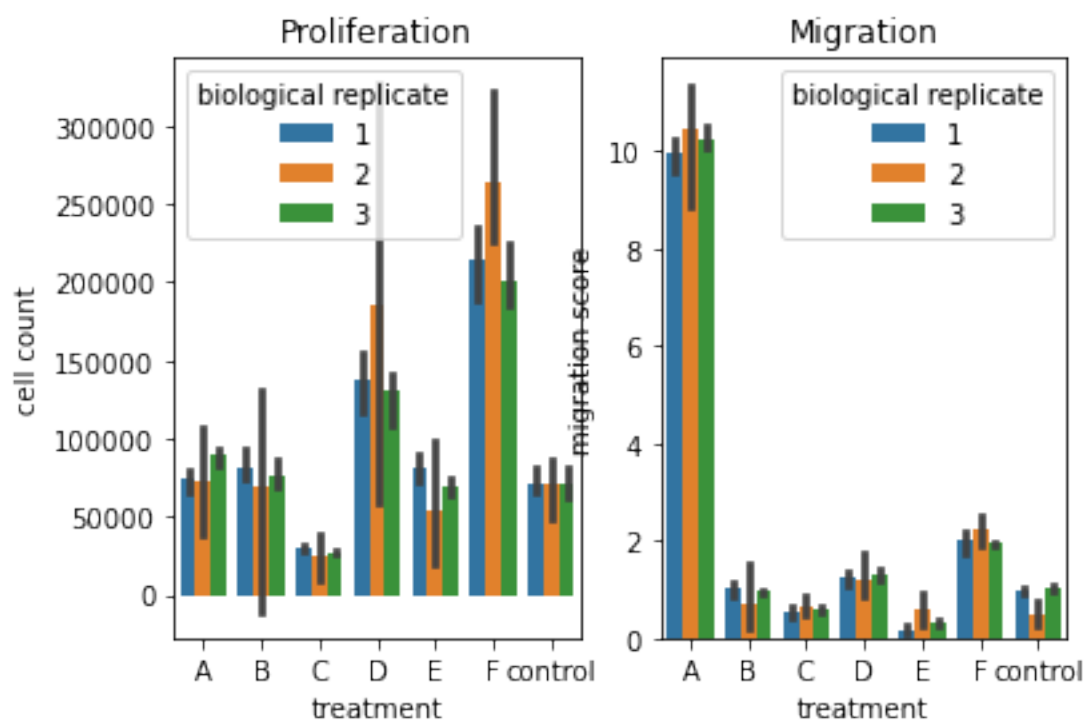 Proliferation
biological replicate
1
2
3
300000
250000
200000
150000
100000
50000
0
cell count
A B C D E F control
treatment
Migration
biological replicate
1
2
3
10
8
6
4
2
0
migration score
A B C D E F control
treatment